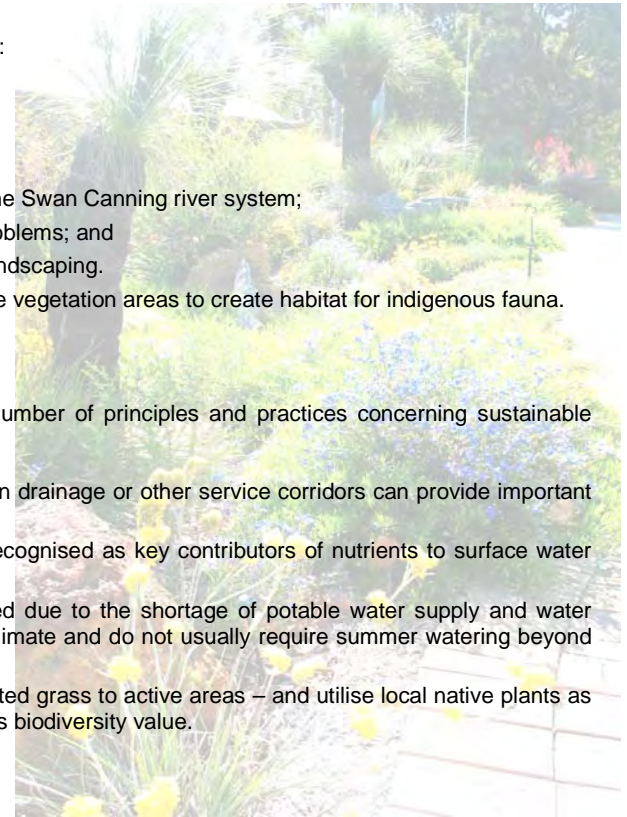 :
e Swan Canning river system;
oblems; and
ndscaping.
e vegetation areas to create habitat for indigenous fauna.
umber of principles and practices concerning sustainable
n drainage or other service corridors can provide important
ecognised as key contributors of nutrients to surface water
ed due to the shortage of potable water supply and water
limate and do not usually require summer watering beyond
ted grass to active areas – and utilise local native plants as
s biodiversity value.